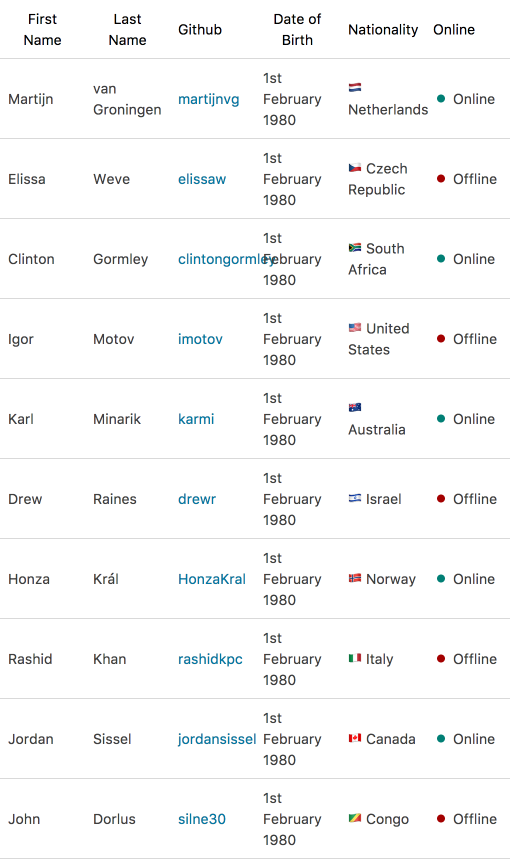 First Name Last Name Github Date of Birth Nationality Online
Martijn van Groningen martijnvg 1st February 1980 Netherlands Online
Elissa Weve elissaw 1st February 1980 Czech Republic Offline
Clinton Gormley clintongormley 1st February 1980 South Africa Online
Igor Motov imotov 1st February 1980 United States Offline
Karl Minarik karmi 1st February 1980 Australia Online
Drew Raines drewr 1st February 1980 Israel Offline
Honza Král HonzaKral 1st February 1980 Norway Online
Rashid Khan rashidkpc 1st February 1980 Italy Offline
Jordan Sissel jordansissel 1st February 1980 Canada Online
John Dorlus silne30 1st February 1980 Congo Offline